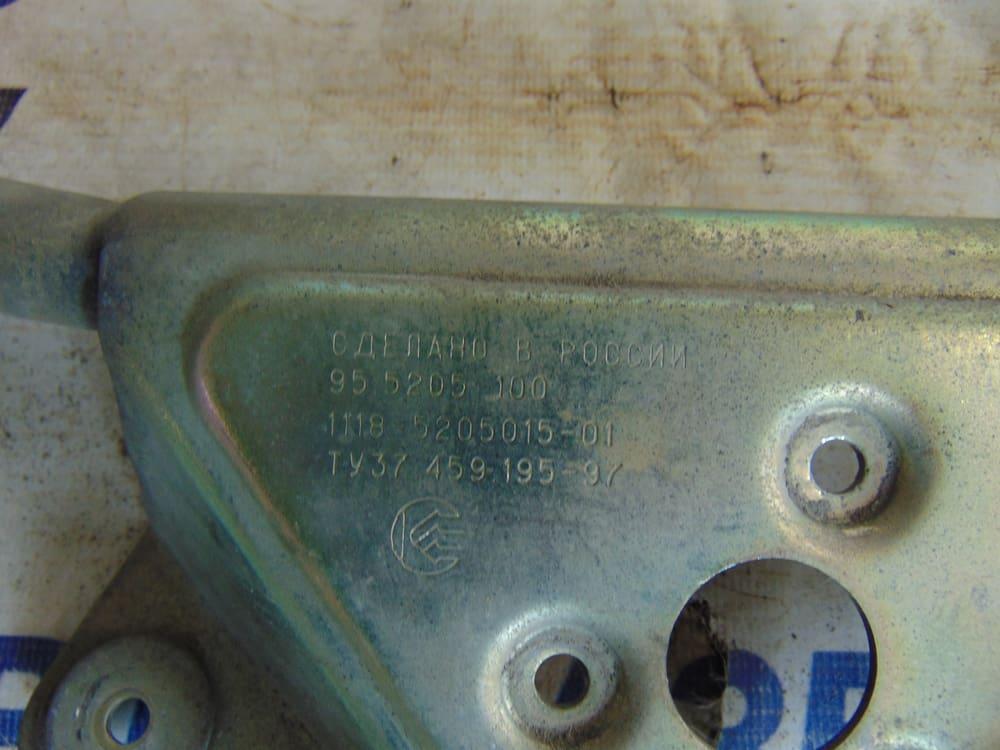 СДЕЛАНО В РОССИИ
95 5205 100
1118 5205015-01
ТУ37 459.195-97